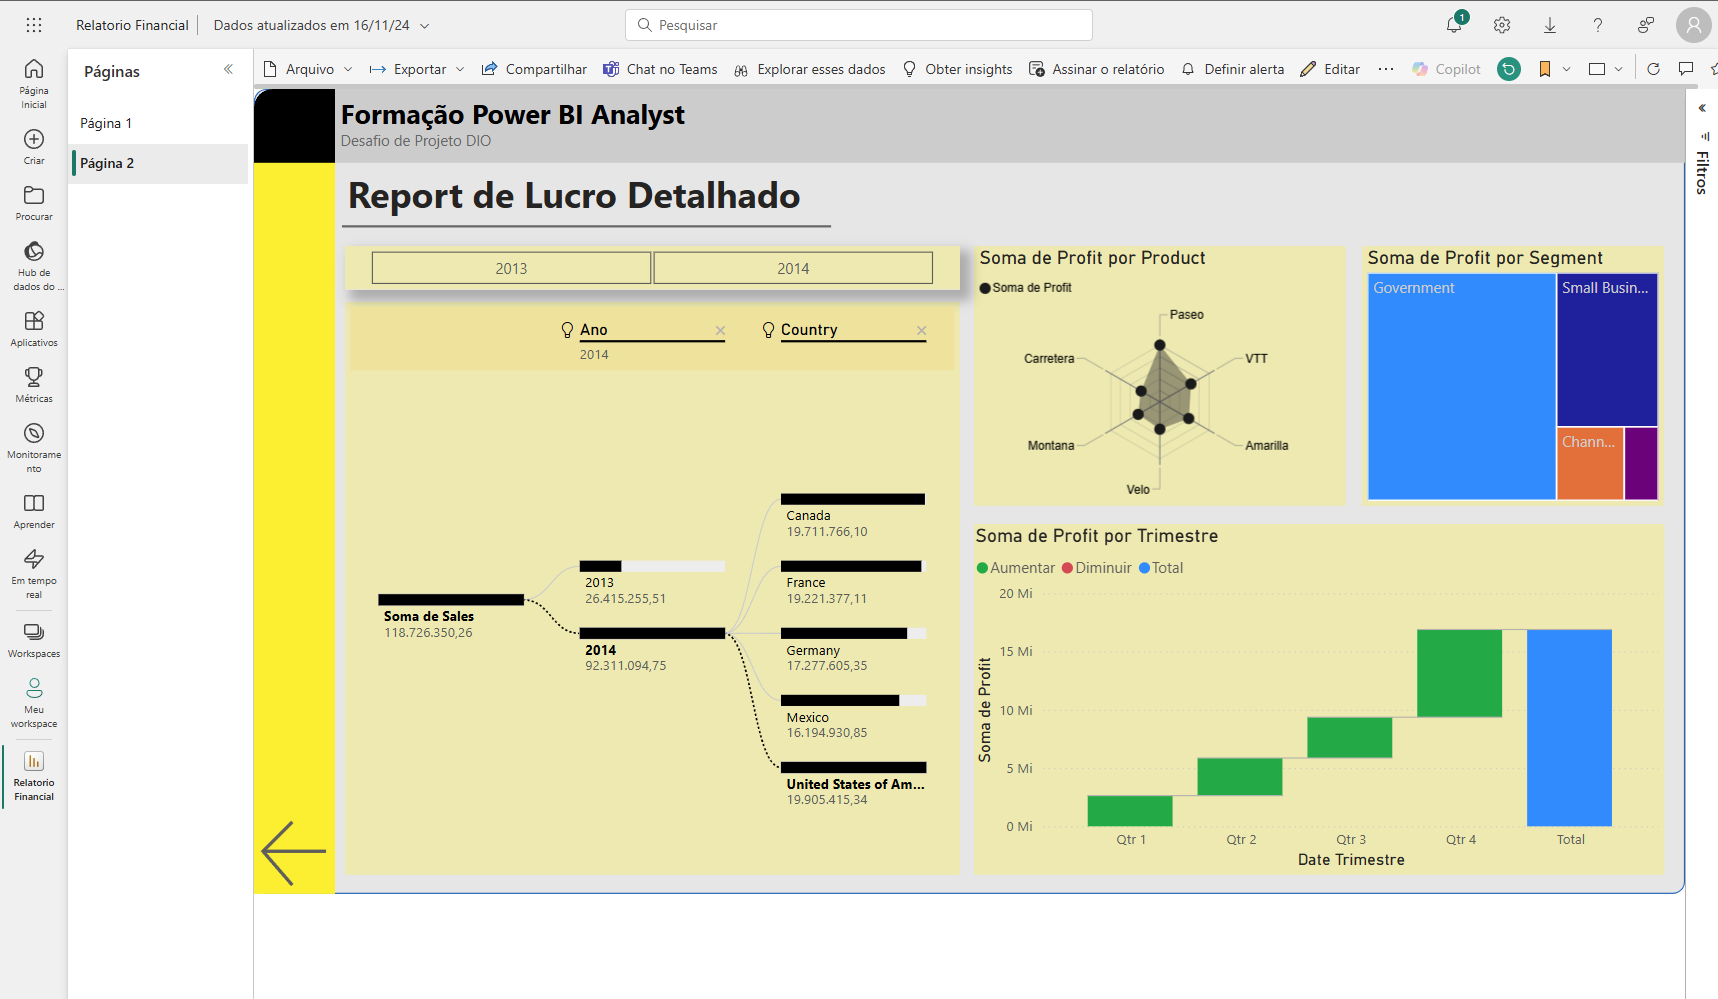 Relatorio Financial
Dados atualizados em 16/11/24
Pesquisar
1
Página Inicial
Criar
Procurar
Hub de dados do ...
Aplicativos
Métricas
Monitoramento
Aprender
Em tempo real
Workspaces
Meu workspace
Relatorio Financial
Páginas
Página 1
Página 2
Arquivo
Exportar
Compartilhar
Chat no Teams
Explorar esses dados
Obter insights
Assinar o relatório
Definir alerta
Editar
Copilot
Filtros
Formação Power BI Analyst
Desafio de Projeto DIO
Report de Lucro Detalhado
2013
2014
Ano
2014
Country
Soma de Sales
118.726.350,26
2013
26.415.255,51
2014
92.311.094,75
Canada
19.711.766,10
France
19.221.377,11
Germany
17.277.605,35
Mexico
16.194.930,85
United States of Am...
19.905.415,34
Soma de Profit por Product
Soma de Profit
Paseo
VTT
Amarilla
Velo
Montana
Carretera
Soma de Profit por Segment
Government
Small Busin...
Chann...
Soma de Profit por Trimestre
Aumentar
Diminuir
Total
Soma de Profit
20 Mi
15 Mi
10 Mi
5 Mi
0 Mi
Qtr 1
Qtr 2
Qtr 3
Qtr 4
Total
Date Trimestre